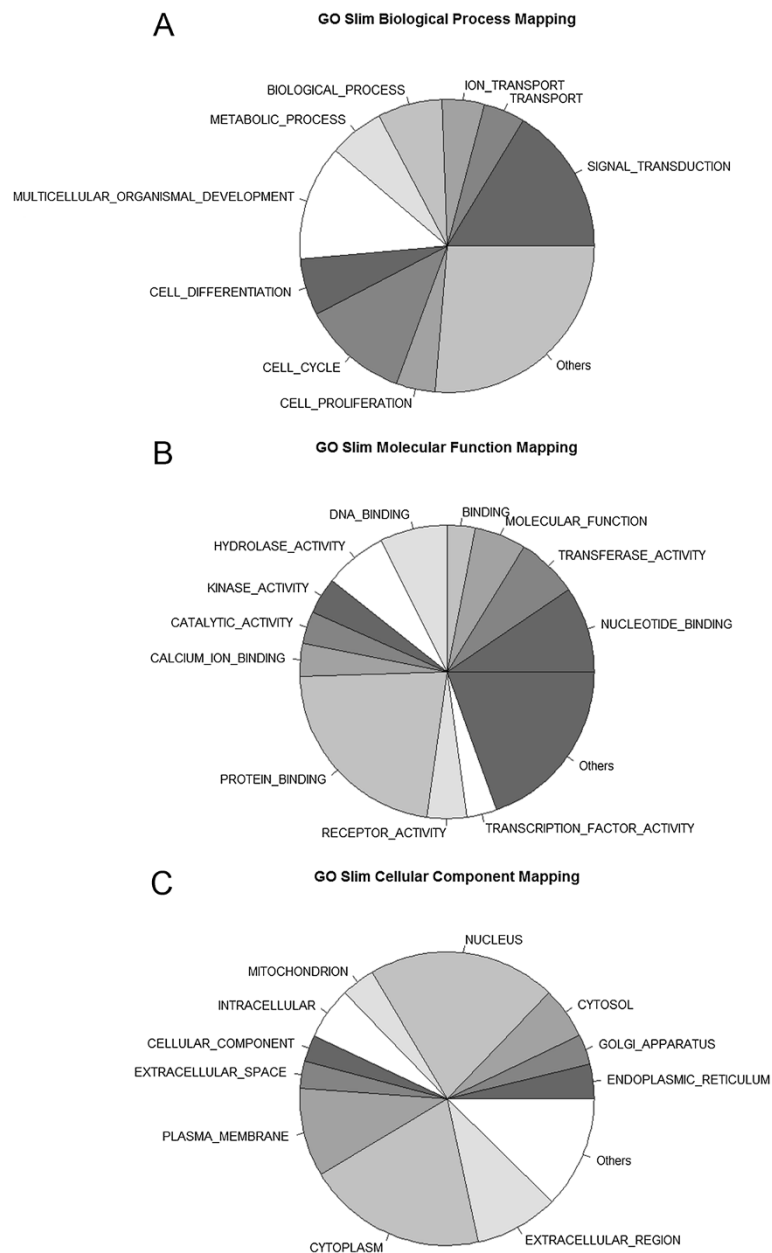 A
GO Slim Biological Process Mapping
BIOLOGICAL_PROCESS
ION_TRANSPORT
TRANSPORT
METABOLIC_PROCESS
SIGNAL_TRANSDUCTION
MULTICELLULAR_ORGANISMAL_DEVELOPMENT
CELL_DIFFERENTIATION
CELL_CYCLE
Others
CELL_PROLIFERATION
B
GO Slim Molecular Function Mapping
DNA_BINDING
BINDING
MOLECULAR_FUNCTION
HYDROLASE_ACTIVITY
TRANSFERASE_ACTIVITY
KINASE_ACTIVITY
CATALYTIC_ACTIVITY
NUCLEOTIDE_BINDING
CALCIUM_ION_BINDING
PROTEIN_BINDING
Others
RECEPTOR_ACTIVITY
TRANSCRIPTION_FACTOR_ACTIVITY
C
GO Slim Cellular Component Mapping
NUCLEUS
MITOCHONDRION
INTRACELLULAR
CYTOSOL
CELLULAR_COMPONENT
GOLGI_APPARATUS
EXTRACELLULAR_SPACE
ENDOPLASMIC_RETICULUM
PLASMA_MEMBRANE
Others
CYTOPLASM
EXTRACELLULAR_REGION